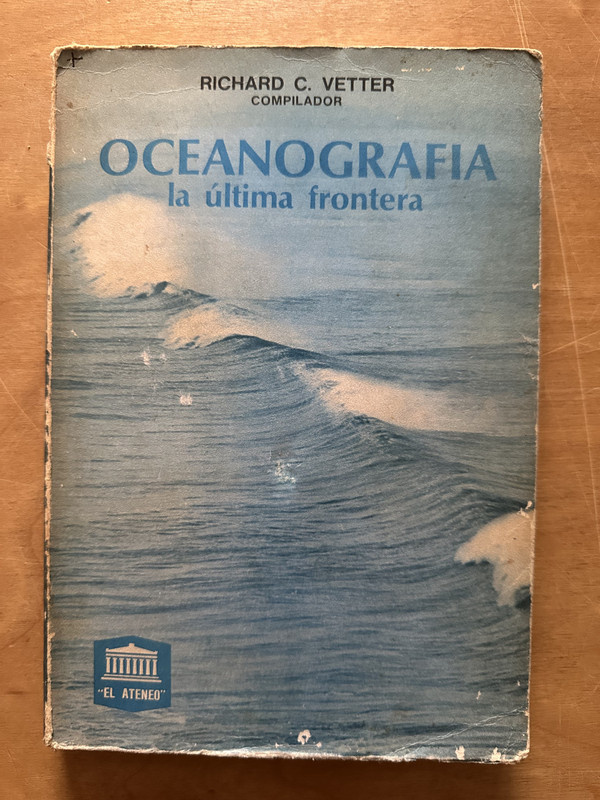 RICHARD C. VETTER
COMPILADOR
OCEANOGRAFIA
la última frontera
"EL ATENEO"